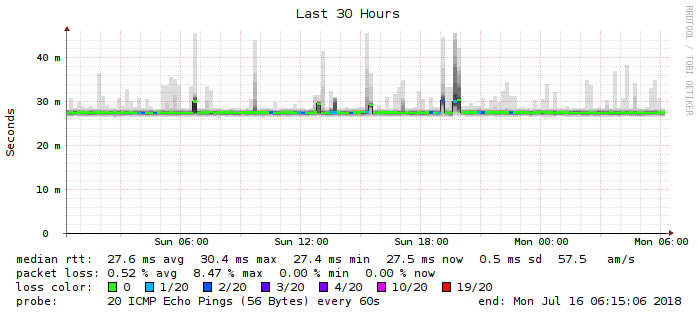 Last 30 Hours
RRDTOOL / TOBI OETIKER
Seconds
40 m
30 m
20 m
10 m
0
Sun 06:00 Sun 12:00 Sun 18:00 Mon 00:00 Mon 06:00
median rtt: 27.6 ms avg 30.4 ms max 27.4 ms min 27.5 ms now 0.5 ms sd 57.5 am/s
packet loss: 0.52 % avg 8.47 % max 0.00 % min 0.00 % now
loss color: 0 1/20 2/20 3/20 4/20 10/20 19/20
probe: 20 ICMP Echo Pings (56 Bytes) every 60s end: Mon Jul 16 06:15:06 2018